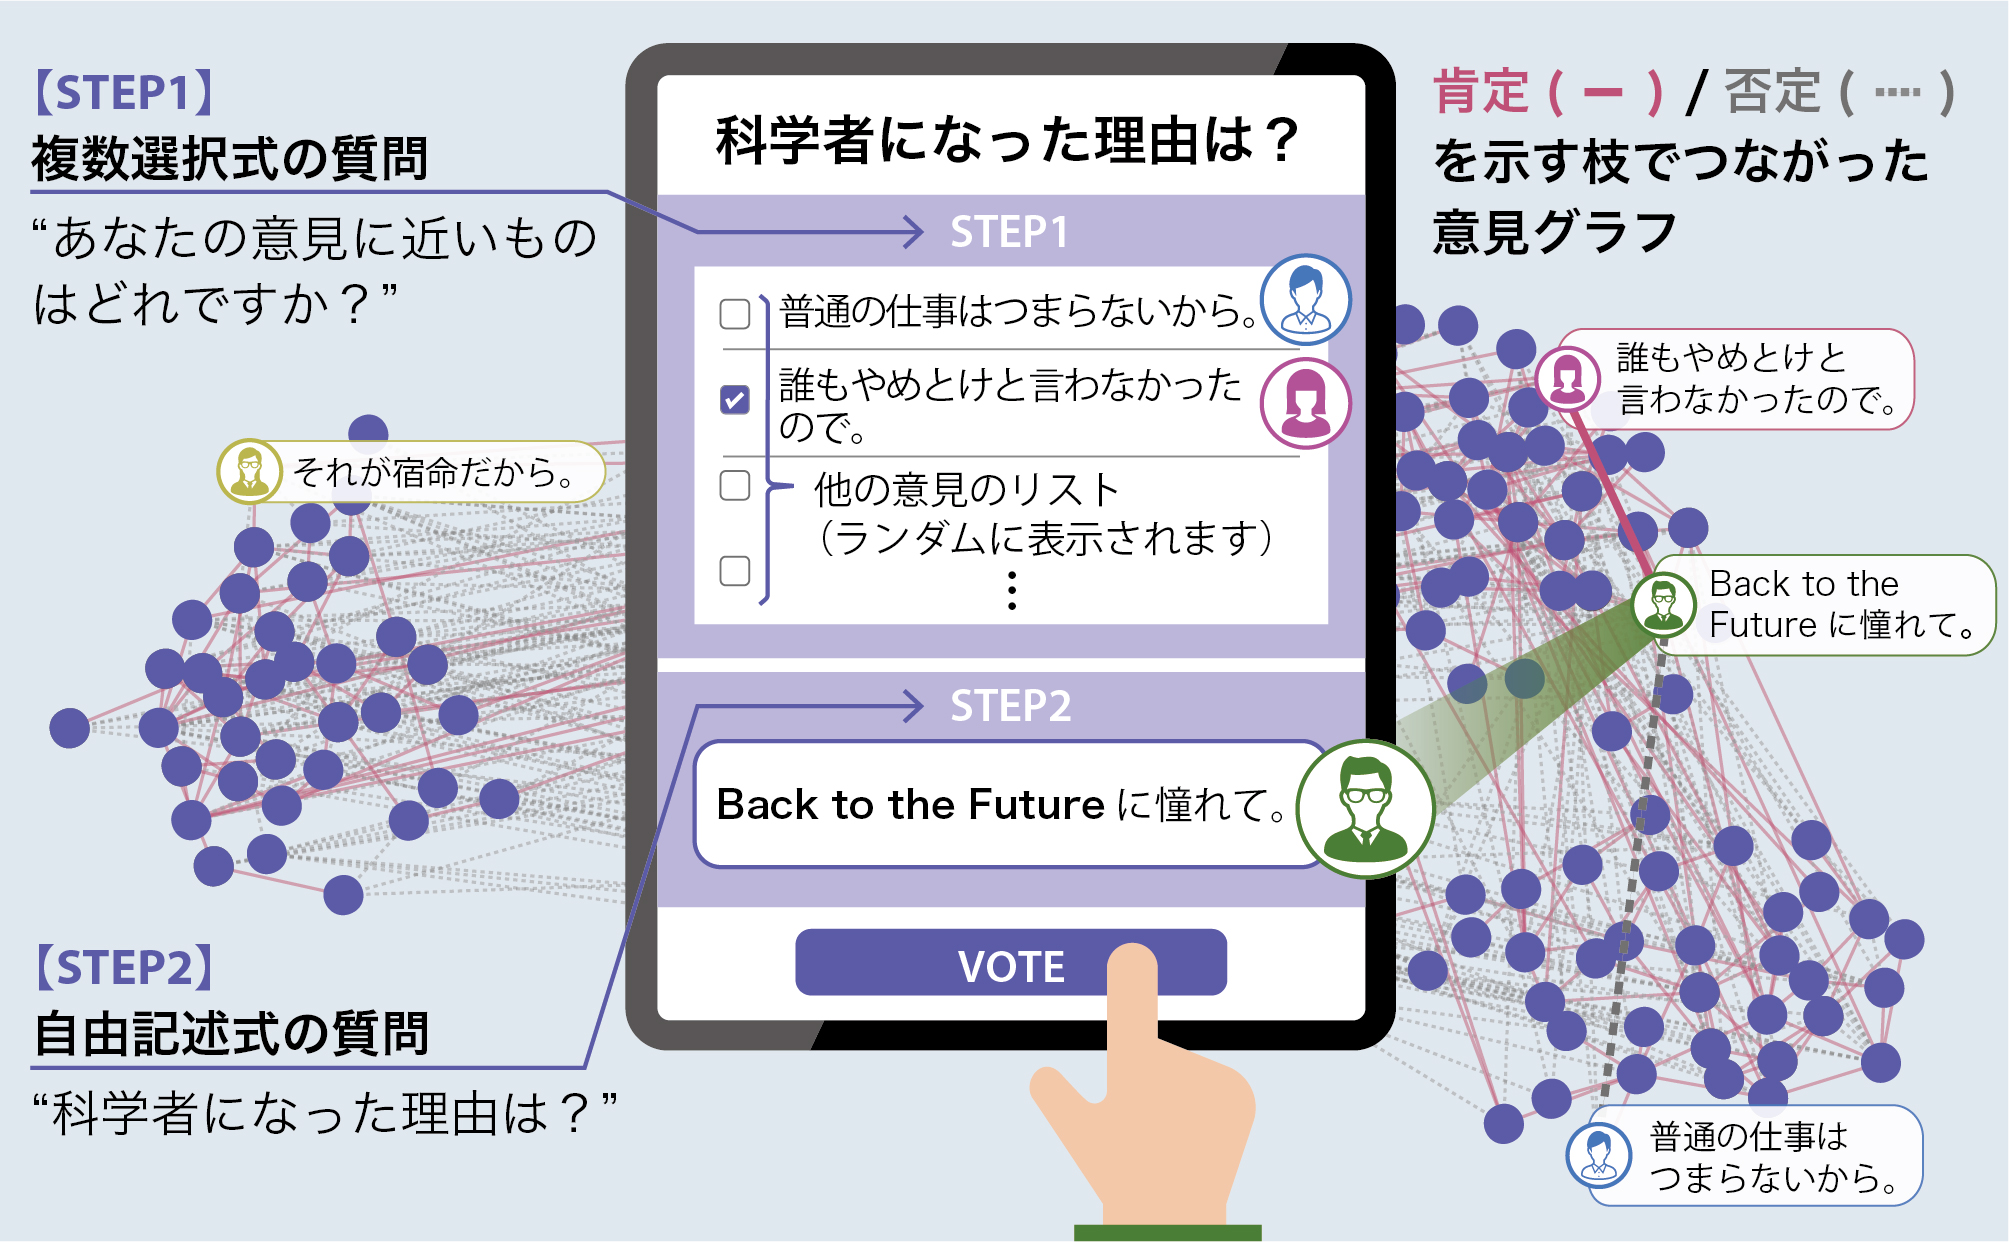 【STEP1】
複数選択式の質問
“あなたの意見に近いもの
はどれですか？”
それが宿命だから。
【STEP2】
自由記述式の質問
“科学者になった理由は？”
科学者になった理由は？
STEP1
普通の仕事はつまらないから。
誰もやめとけと言わなかった
ので。
他の意見のリスト
（ランダムに表示されます）
⋮
STEP2
Back to the Future に憧れて。
VOTE
肯定 ( ー ) / 否定 ( ···· )
を示す枝でつながった
意見グラフ
誰もやめとけと
言わなかったので。
Back to the
Future に憧れて。
普通の仕事は
つまらないから。